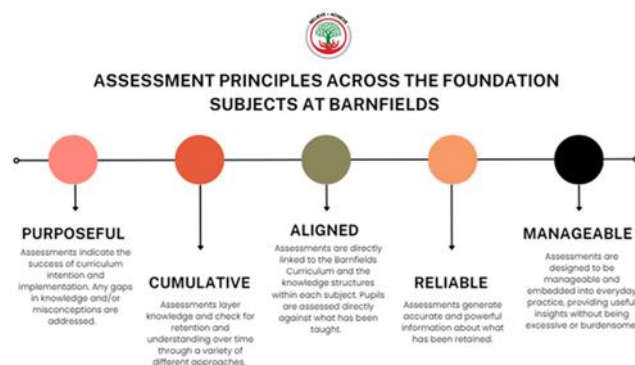 BELIEVE • ACHIEVE
ASSESSMENT PRINCIPLES ACROSS THE FOUNDATION
SUBJECTS AT BARNFIELDS
PURPOSEFUL
Assessments indicate the
success of curriculum
intention and
implementation. Any gaps
in knowledge and/or
misconceptions are
addressed.
CUMULATIVE
Assessments layer
knowledge and check for
retention and
understanding over time
through a variety of
different approaches.
ALIGNED
Assessments are directly
linked to the Barnfields
Curriculum and the
knowledge structures
within each subject. Pupils
are assessed directly
against what has been
taught.
RELIABLE
Assessments generate
accurate and powerful
information about what
has been retained.
MANAGEABLE
Assessments are
designed to be
manageable and
embedded into everyday
practice, providing useful
insights without being
excessive or burdensome